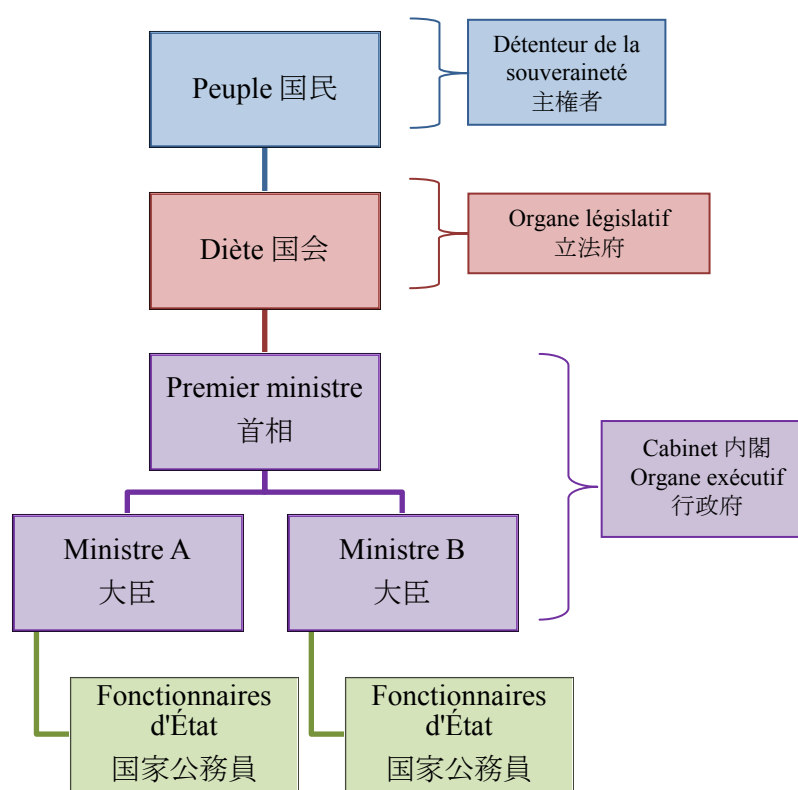 Peuple 国民
Détenteur de la
souveraineté
主権者
Diète 国会
Organe législatif
立法府
Premier ministre
首相
Cabinet 内閣
Organe exécutif
行政府
Ministre A
大臣
Ministre B
大臣
Fonctionnaires
d'État
国家公務員
Fonctionnaires
d'État
国家公務員